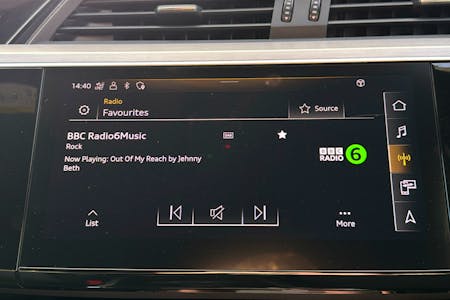 14:40
Radio
Favourites
Source
BBC Radio6Music
Rock
Now Playing: Out Of My Reach by Jehnny
Beth
BBC
RADIO 6
List
More